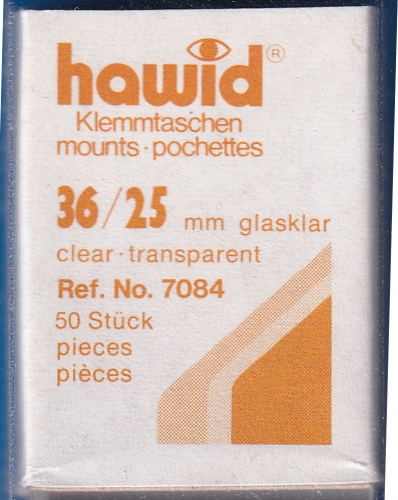 hawid®
Klemmtaschen
mounts · pochettes
36/25 mm glasklar
clear · transparent
Ref. No. 7084
50 Stück
pieces
pièces